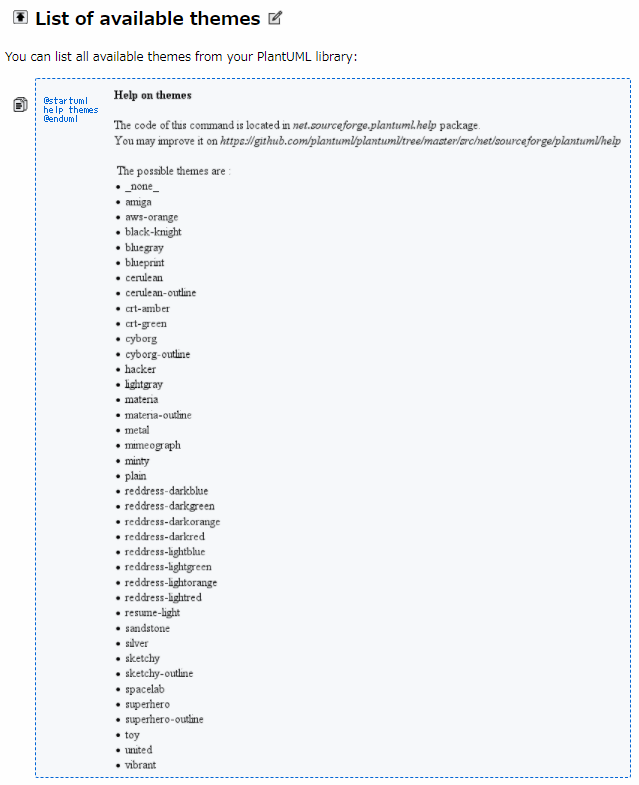 List of available themes
You can list all available themes from your PlantUML library:
@startuml
help themes
@enduml
Help on themes
The code of this command is located in net.sourceforge.plantuml.help package.
You may improve it on https://github.com/plantuml/plantuml/tree/master/src/net/sourceforge/plantuml/help
The possible themes are :
• _none_
• amiga
• aws-orange
• black-knight
• bluegray
• blueprint
• cerulean
• cerulean-outline
• crt-amber
• crt-green
• cyborg
• cyborg-outline
• hacker
• lightgray
• materia
• materia-outline
• metal
• mimeograph
• minty
• plain
• reddress-darkblue
• reddress-darkgreen
• reddress-darkorange
• reddress-darkred
• reddress-lightblue
• reddress-lightgreen
• reddress-lightorange
• reddress-lightred
• resume-light
• sandstone
• silver
• sketchy
• sketchy-outline
• spacelab
• superhero
• superhero-outline
• toy
• united
• vibrant